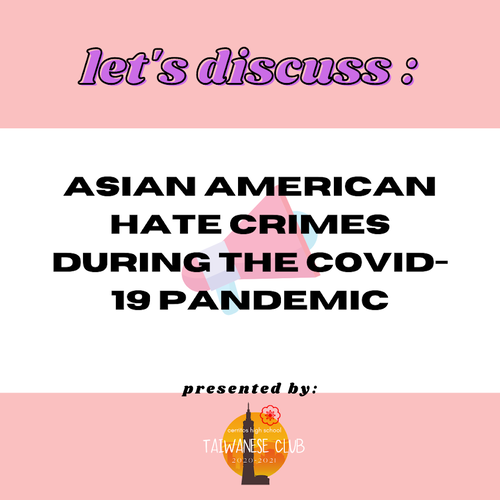 let's discuss :
ASIAN AMERICAN
HATE CRIMES
DURING THE COVID-
19 PANDEMIC
presented by:
cerritos high school
TAIWANESE CLUB
2020-2021